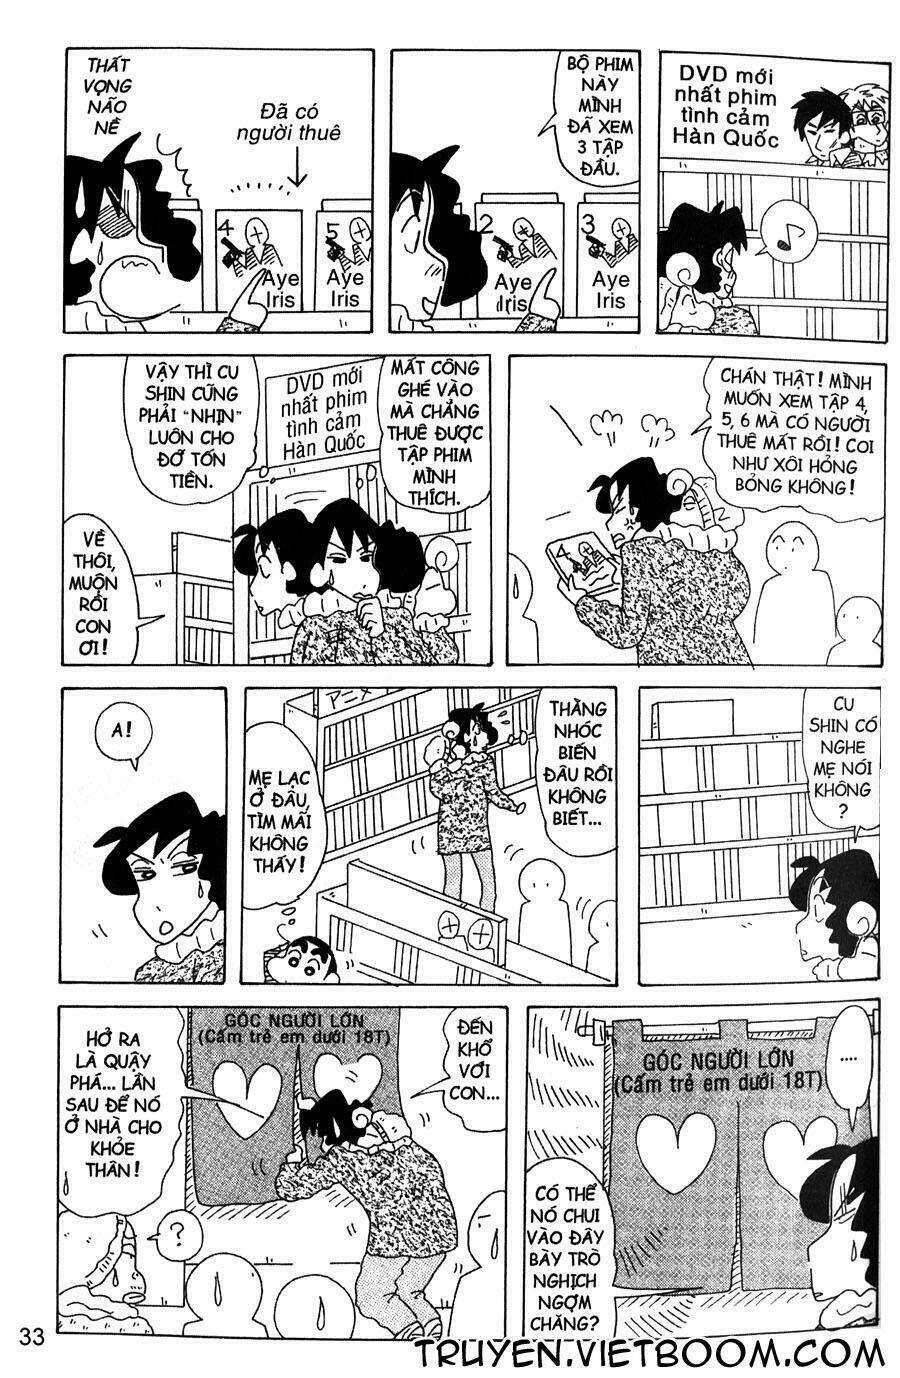 DVD mới
nhất phim
tình cảm
Hàn Quốc
BỘ PHIM
NÀY
MÌNH
ĐÃ XEM
3 TẬP
ĐẦU.
2
Aye
Iris
3
Aye
Iris
THẤT
VỌNG
NÃO
NỀ
Đã có
người thuê
4
Aye
Iris
5
Aye
Iris
CHÁN THẬT! MÌNH
MUỐN XEM TẬP 4,
5, 6 MÀ CÓ NGƯỜI
THUÊ MẤT RỒI! COI
NHƯ XÔI HỎNG
BỎNG KHÔNG!
4
MẤT CÔNG
GHÉ VÀO
MÀ CHẲNG
THUÊ ĐƯỢC
TẬP PHIM
MÌNH
THÍCH.
DVD mới
nhất phim
tình cảm
Hàn Quốc
VẬY THÌ CU
SHIN CŨNG
PHẢI "NHỊN"
LUÔN CHO
ĐỠ TỐN
TIỀN.
VỀ
THÔI,
MUỘN
RỒI
CON
ƠI!
CU
SHIN CÓ
NGHE
MẸ NÓI
KHÔNG
?
アニメ
THẰNG
NHÓC
BIẾN
ĐÂU RỒI
KHÔNG
BIẾT...
MẸ LẠC
Ở ĐÂU,
TÌM MÃI
KHÔNG
THẤY!
A!
....
GÓC NGƯỜI LỚN
(Cấm trẻ em dưới 18T)
CÓ THỂ
NÓ CHUI
VÀO ĐÂY
BÀY TRÒ
NGHỊCH
NGỢM
CHĂNG?
ĐẾN
KHỔ
VỚI
CON...
GÓC NGƯỜI LỚN
(Cấm trẻ em dưới 18T)
HỞ RA
LÀ QUẬY
PHÁ... LẦN
SAU ĐỂ NÓ
Ở NHÀ CHO
KHỎE
THÂN!
?
33
TRUYEN.VIETBOOM.COM